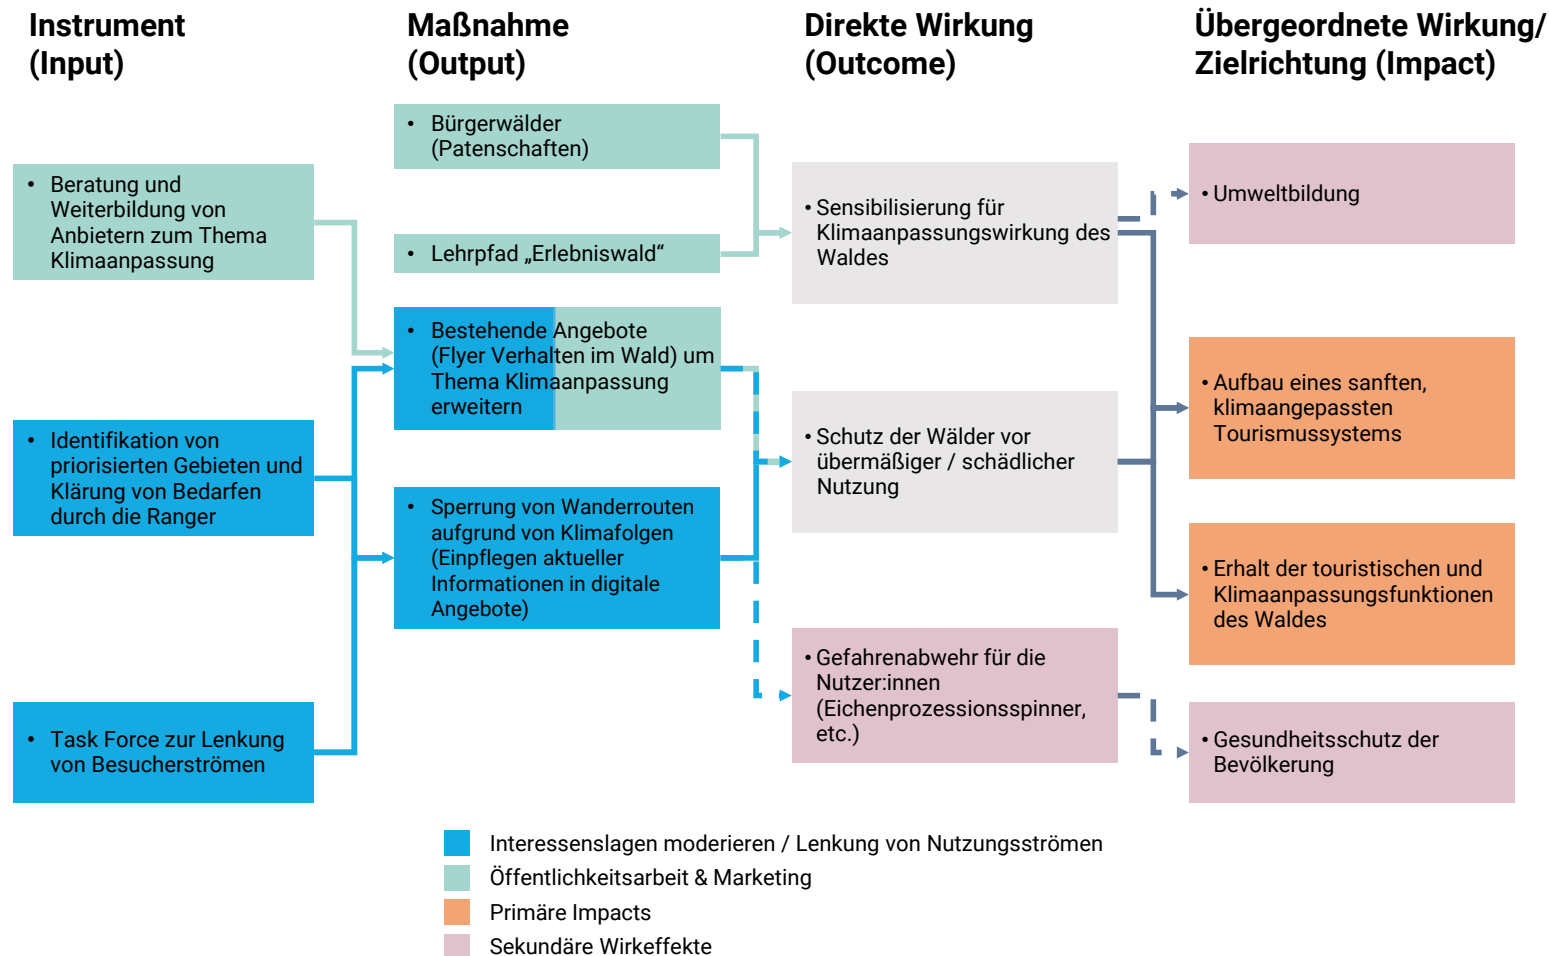 Instrument
(Input)
Maßnahme
(Output)
Direkte Wirkung
(Outcome)
Übergeordnete Wirkung/
Zielrichtung (Impact)
• Beratung und
Weiterbildung von
Anbietern zum Thema
Klimaanpassung
• Identifikation von
priorisierten Gebieten und
Klärung von Bedarfen
durch die Ranger
• Task Force zur Lenkung
von Besucherströmen
• Bürgerwälder
(Patenschaften)
• Lehrpfad „Erlebniswald“
• Bestehende Angebote
(Flyer Verhalten im Wald) um
Thema Klimaanpassung
erweitern
• Sperrung von Wanderrouten
aufgrund von Klimafolgen
(Einpflegen aktueller
Informationen in digitale
Angebote)
• Sensibilisierung für
Klimaanpassungswirkung des
Waldes
• Schutz der Wälder vor
übermäßiger / schädlicher
Nutzung
• Gefahrenabwehr für die
Nutzer:innen
(Eichenprozessionsspinner,
etc.)
• Umweltbildung
• Aufbau eines sanften,
klimaangepassten
Tourismussystems
• Erhalt der touristischen und
Klimaanpassungsfunktionen
des Waldes
• Gesundheitsschutz der
Bevölkerung
Interessenslagen moderieren / Lenkung von Nutzungsströmen
Öffentlichkeitsarbeit & Marketing
Primäre Impacts
Sekundäre Wirkeffekte